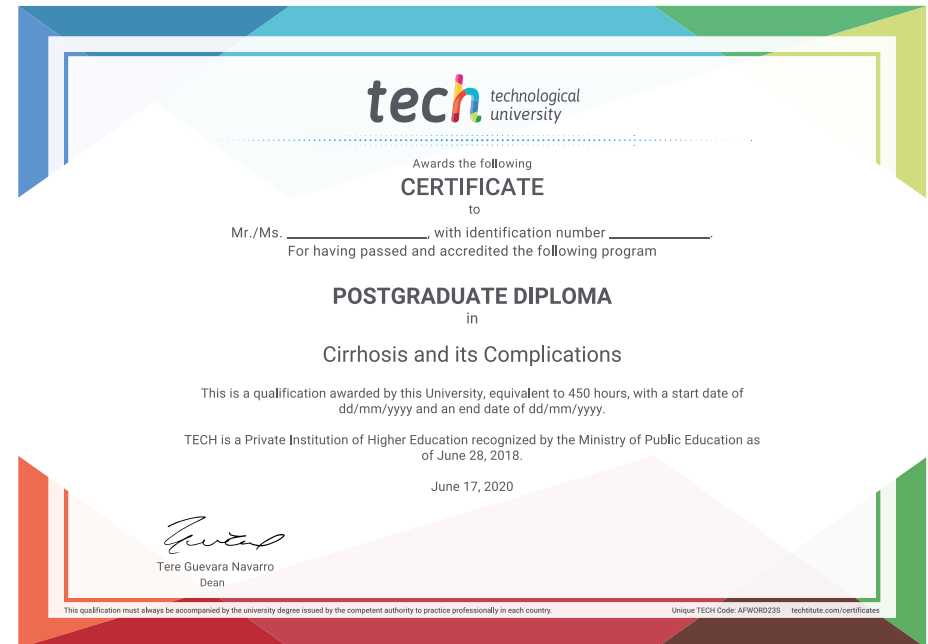 tech technological
university
Awards the following
CERTIFICATE
to
Mr./Ms. ____________________, with identification number ______________.
For having passed and accredited the following program
POSTGRADUATE DIPLOMA
in
Cirrhosis and its Complications
This is a qualification awarded by this University, equivalent to 450 hours, with a start date of
dd/mm/yyyy and an end date of dd/mm/yyyy.
TECH is a Private Institution of Higher Education recognized by the Ministry of Public Education as
of June 28, 2018.
June 17, 2020
Tere Guevara Navarro
Dean
This qualification must always be accompanied by the university degree issued by the competent authority to practice professionally in each country.
Unique TECH Code: AFWORD23S techtitute.com/certificates